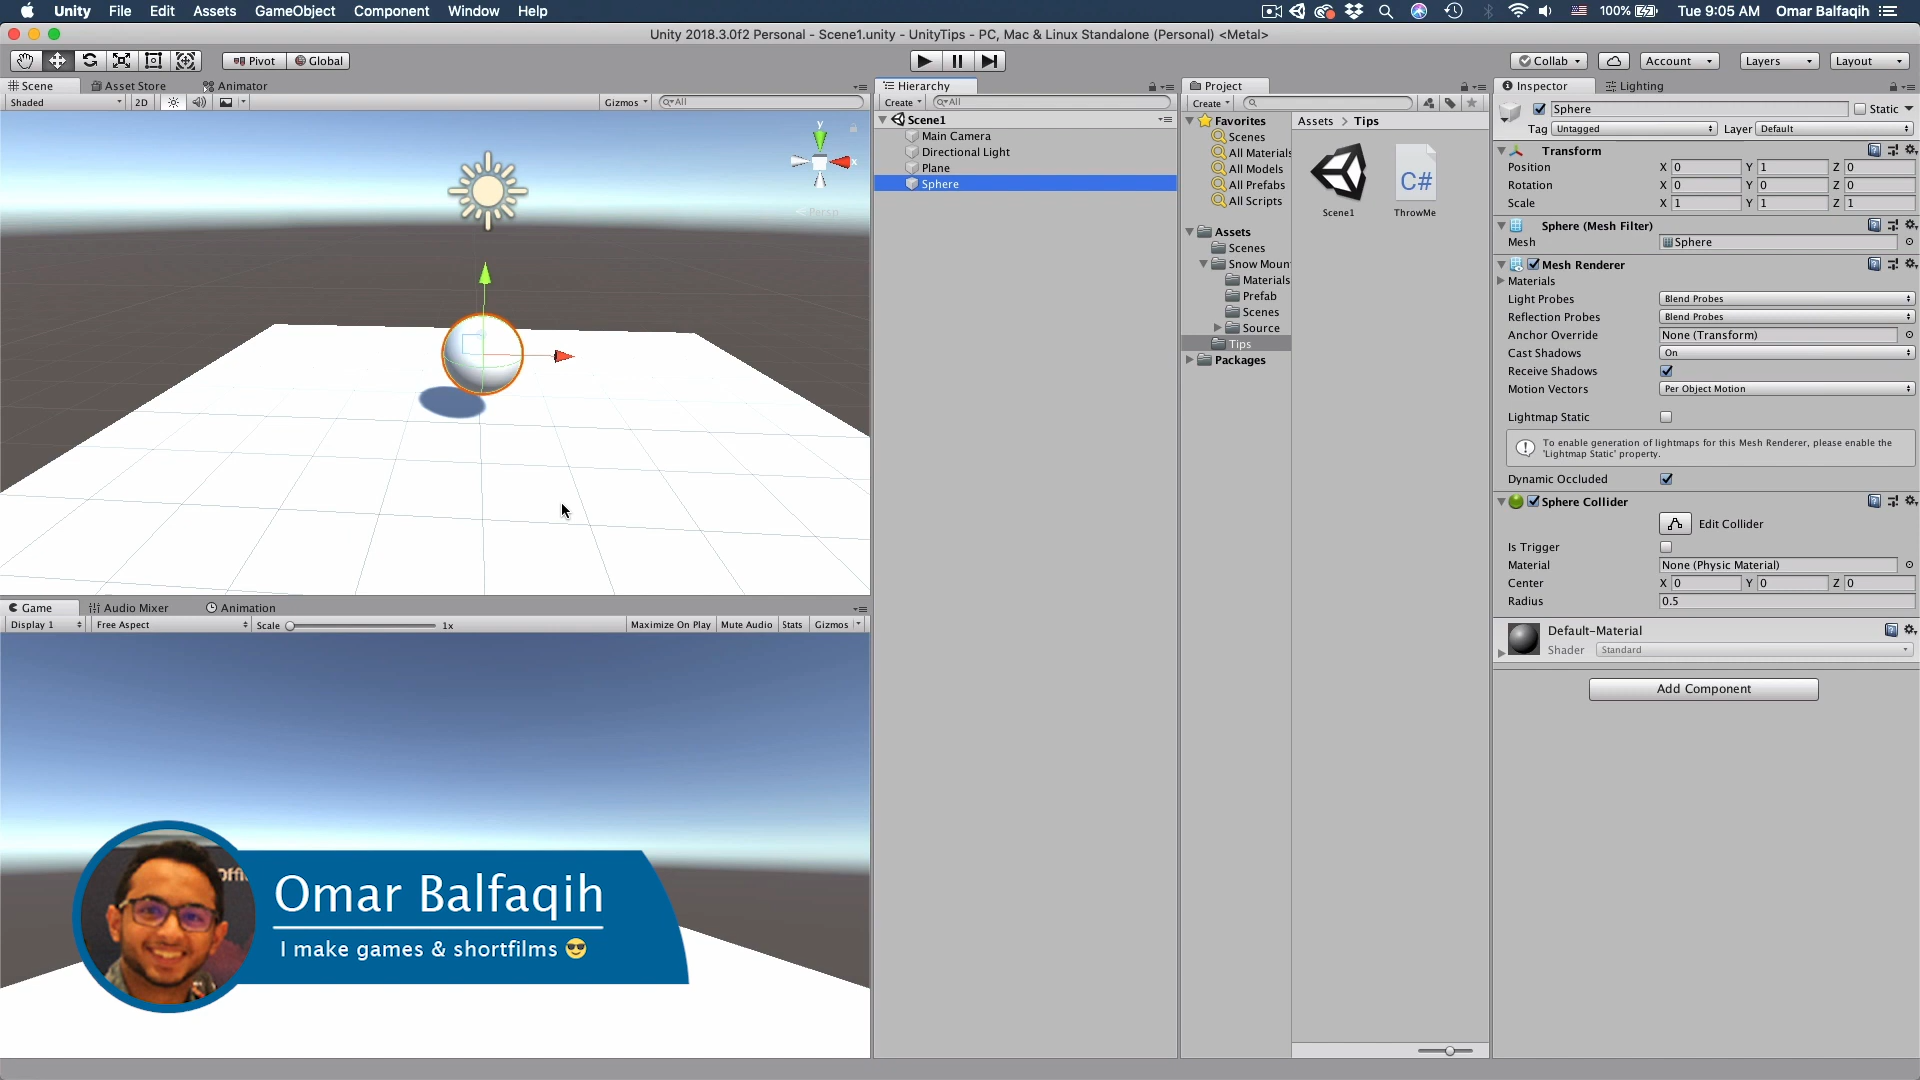 Unity File Edit Assets GameObject Component Window Help
100% Tue 9:05 AM Omar Balfaqih
Unity 2018.3.0f2 Personal - Scene1.unity - UnityTips - PC, Mac & Linux Standalone (Personal) <Metal>
Pivot Global
Collab Account Layers Layout
Scene Asset Store Animator
Shaded 2D Gizmos All
y
x
Persp
Hierarchy
Create All
Scene1
Main Camera
Directional Light
Plane
Sphere
Project
Create
Favorites
Scenes
All Materials
All Models
All Prefabs
All Scripts
Assets
Scenes
Snow Moun
Materials
Prefab
Scenes
Source
Tips
Packages
Assets > Tips
C#
Scene1 ThrowMe
Inspector Lighting
Sphere Static
Tag Untagged Layer Default
Transform
Position X 0 Y 1 Z 0
Rotation X 0 Y 0 Z 0
Scale X 1 Y 1 Z 1
Sphere (Mesh Filter)
Mesh Sphere
Mesh Renderer
Materials
Light Probes Blend Probes
Reflection Probes Blend Probes
Anchor Override None (Transform)
Cast Shadows On
Receive Shadows
Motion Vectors Per Object Motion
Lightmap Static
To enable generation of lightmaps for this Mesh Renderer, please enable the
'Lightmap Static' property.
Dynamic Occluded
Sphere Collider
Edit Collider
Is Trigger
Material None (Physic Material)
Center X 0 Y 0 Z 0
Radius 0.5
Default-Material
Shader Standard
Add Component
Game Audio Mixer Animation
Display 1 Free Aspect Scale 1x Maximize On Play Mute Audio Stats Gizmos
Omar Balfaqih
I make games & shortfilms 😎